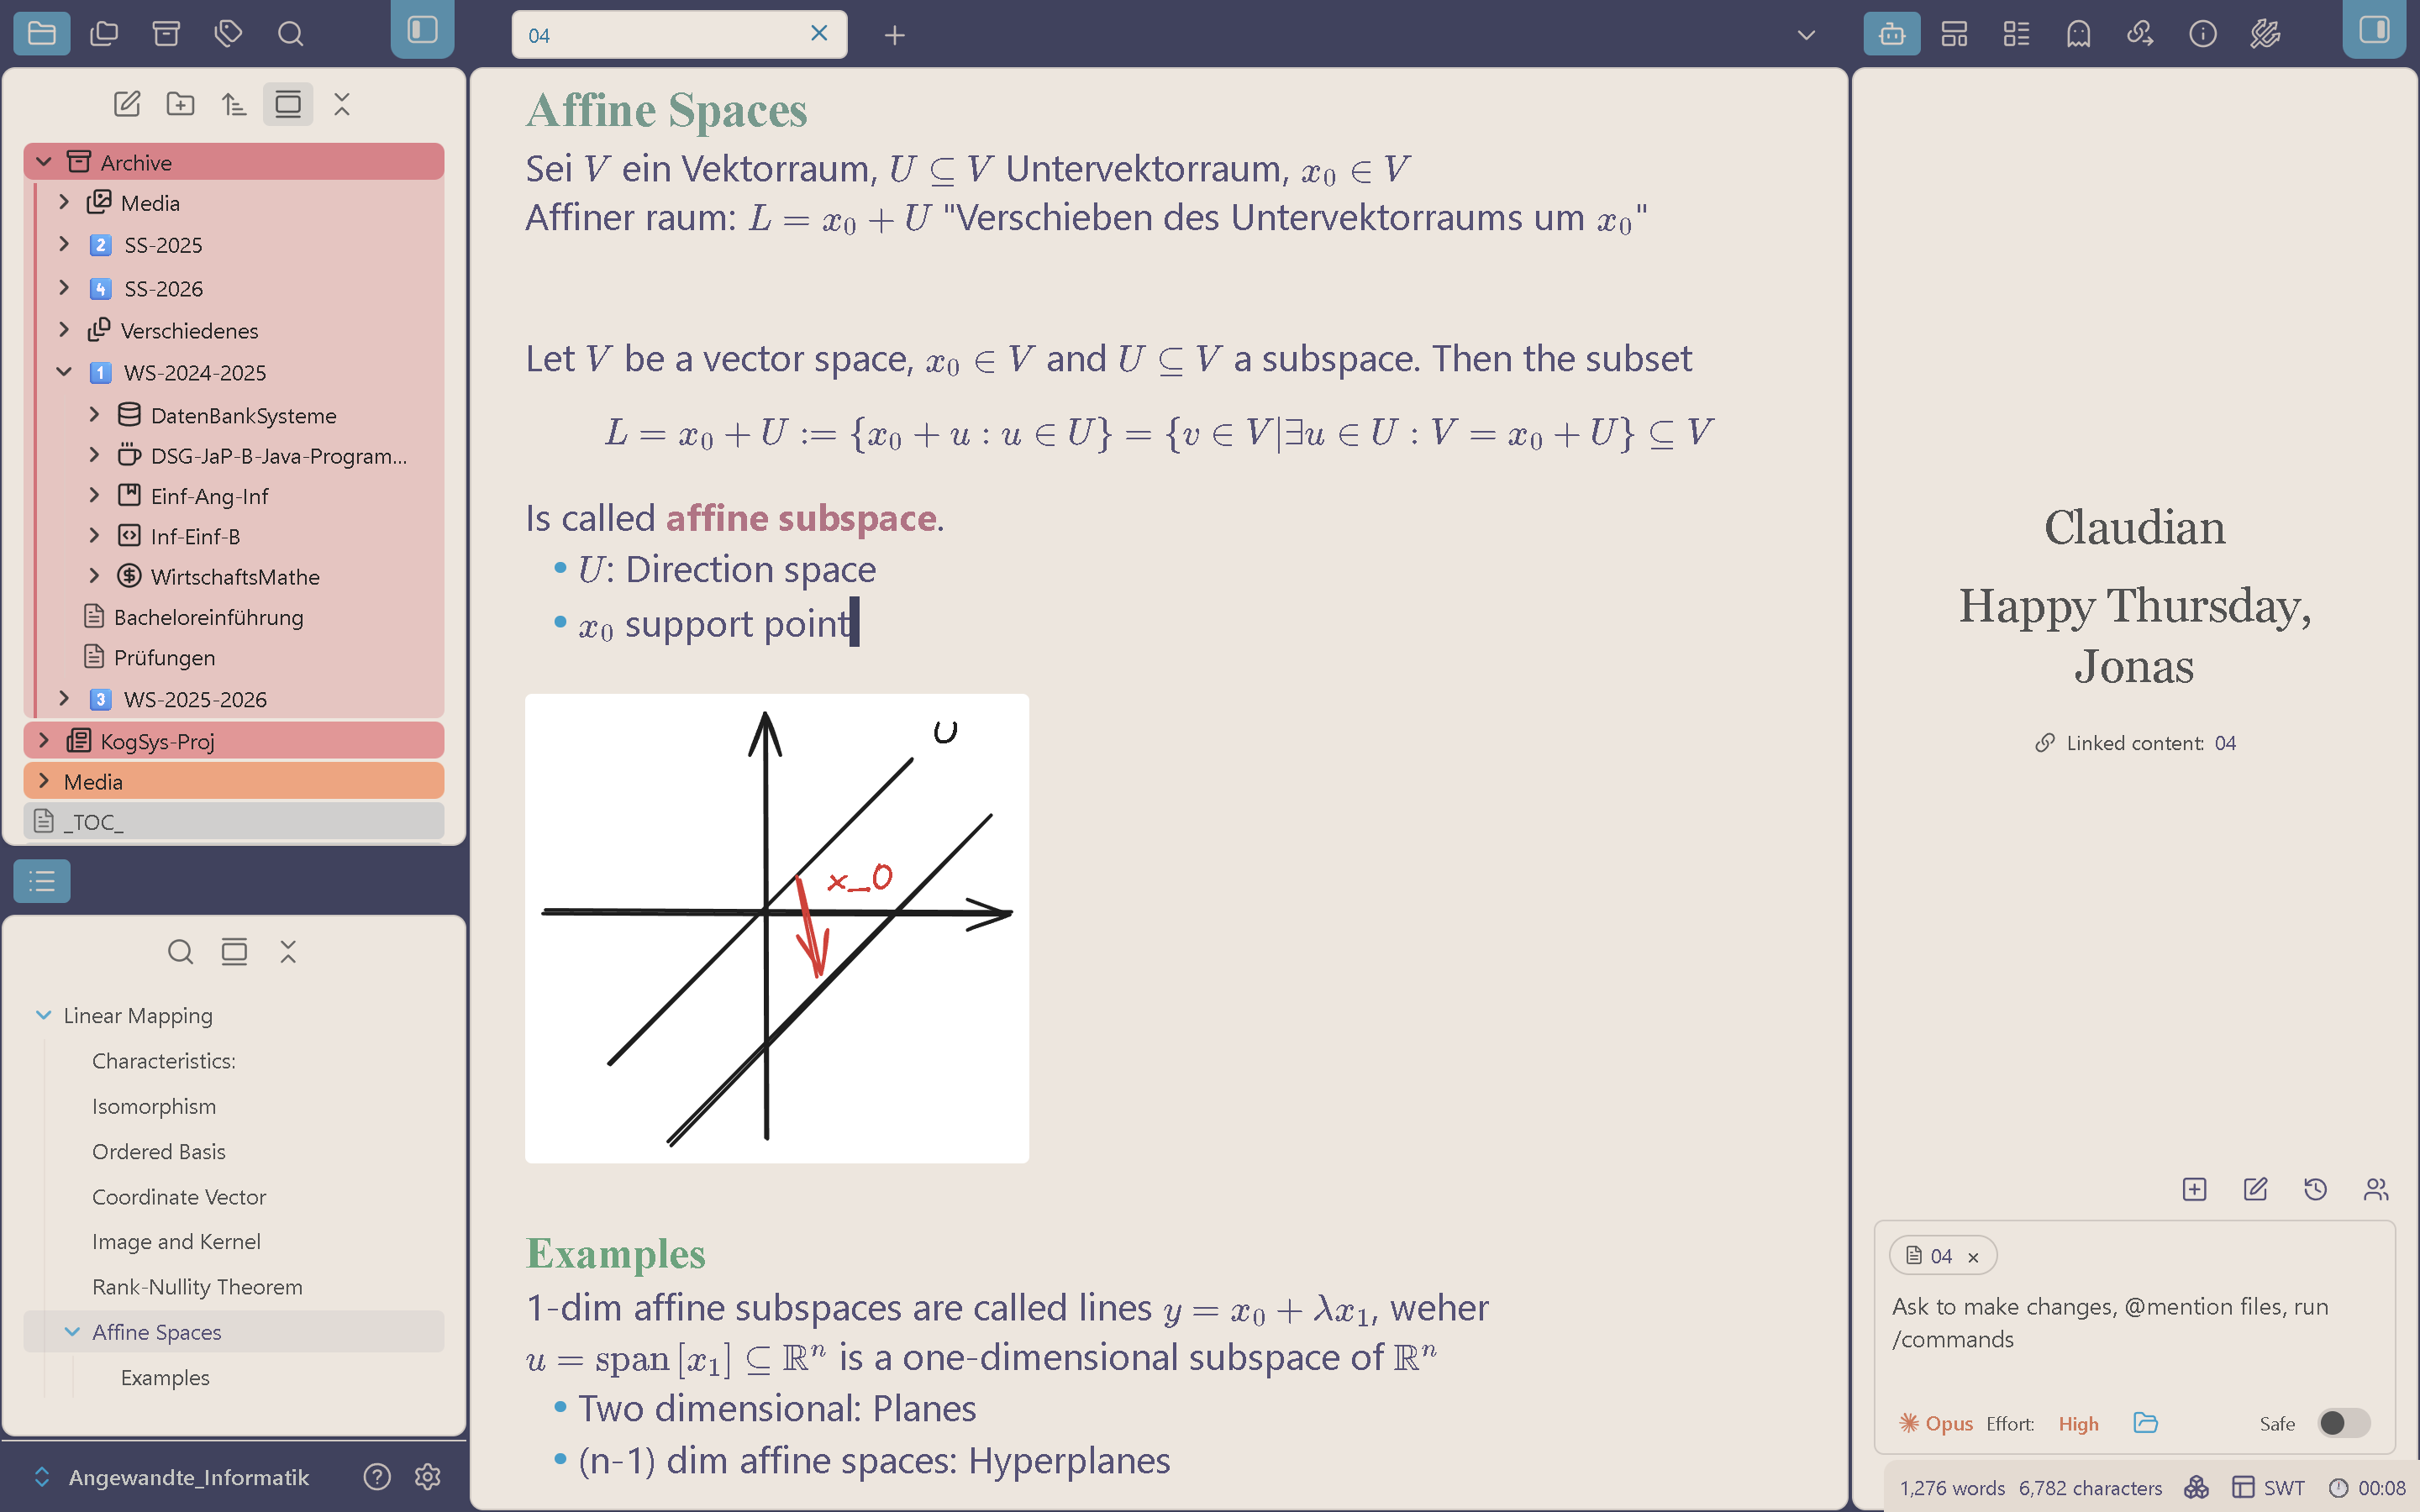 04
Archive
Media
SS-2025
SS-2026
Verschiedenes
WS-2024-2025
DatenBankSysteme
DSG-JaP-B-Java-Program...
Einf-Ang-Inf
Inf-Einf-B
WirtschaftsMathe
Bacheloreinführung
Prüfungen
WS-2025-2026
KogSys-Proj
Media
_TOC_
Linear Mapping
Characteristics:
Isomorphism
Ordered Basis
Coordinate Vector
Image and Kernel
Rank-Nullity Theorem
Affine Spaces
Examples
Angewandte_Informatik
Affine Spaces
Sei V ein Vektorraum, U ⊆ V Untervektorraum, x₀ ∈ V
Affiner raum: L = x₀ + U "Verschieben des Untervektorraums um x₀"
Let V be a vector space, x₀ ∈ V and U ⊆ V a subspace. Then the subset
L = x₀ + U := {x₀ + u : u ∈ U} = {v ∈ V|∃u ∈ U : V = x₀ + U} ⊆ V
Is called affine subspace.
• U: Direction space
• x₀ support point
U
x_0
Examples
1-dim affine subspaces are called lines y = x₀ + λx₁, weher
u = span [x₁] ⊆ ℝⁿ is a one-dimensional subspace of ℝⁿ
• Two dimensional: Planes
• (n-1) dim affine spaces: Hyperplanes
Claudian
Happy Thursday,
Jonas
Linked content: 04
04 ×
Ask to make changes, @mention files, run
/commands
Opus Effort: High Safe
1,276 words 6,782 characters SWT 00:08